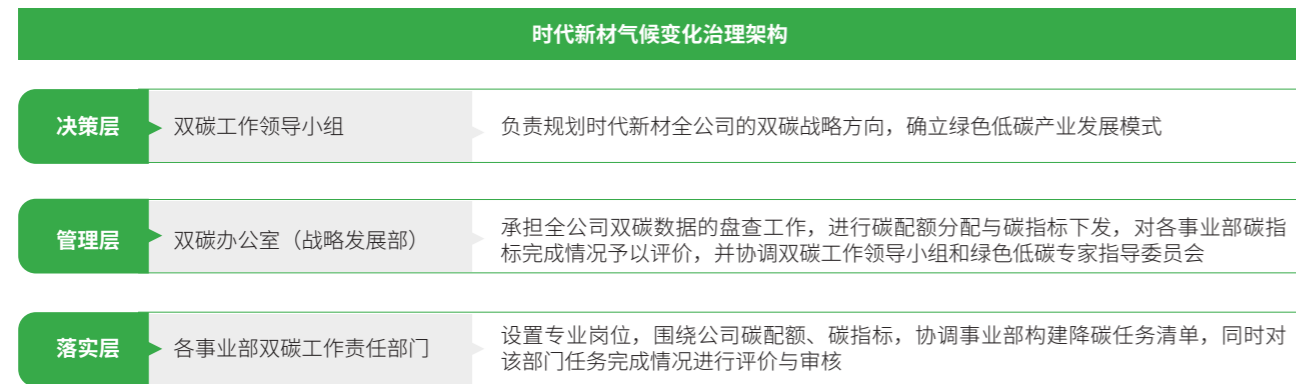 时代新材气候变化治理架构
决策层
双碳工作领导小组
负责规划时代新材全公司的双碳战略方向，确立绿色低碳产业发展模式
管理层
双碳办公室（战略发展部）
承担全公司双碳数据的盘查工作，进行碳配额分配与碳指标下发，对各事业部碳指
标完成情况予以评价，并协调双碳工作领导小组和绿色低碳专家指导委员会
落实层
各事业部双碳工作责任部门
设置专业岗位，围绕公司碳配额、碳指标，协调事业部构建降碳任务清单，同时对
该部门任务完成情况进行评价与审核